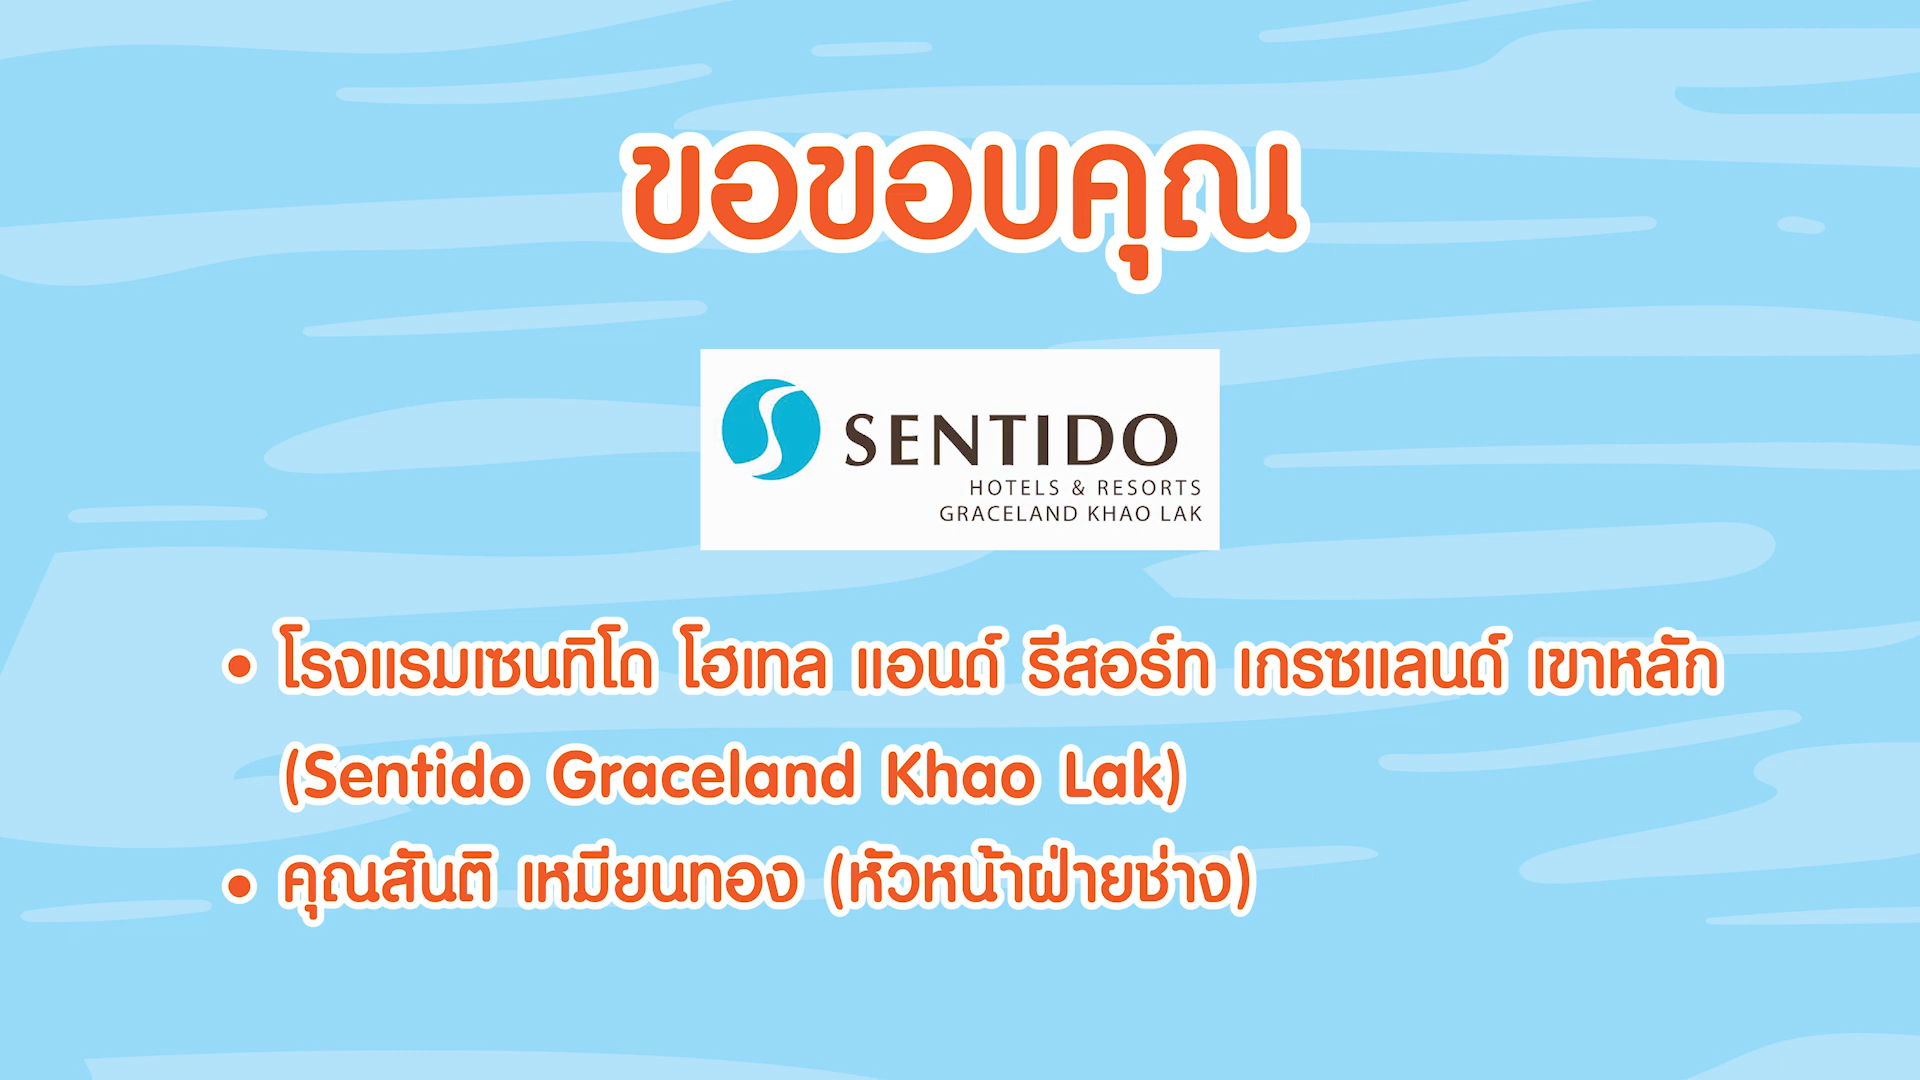 ขอขอบคุณ
SENTIDO
HOTELS & RESORTS
GRACELAND KHAO LAK
• โรงแรมเซนทิโด โฮเทล แอนด์ รีสอร์ท เกรซแลนด์ เขาหลัก
(Sentido Graceland Khao Lak)
• คุณสันติ เหมียนทอง (หัวหน้าฝ่ายช่าง)